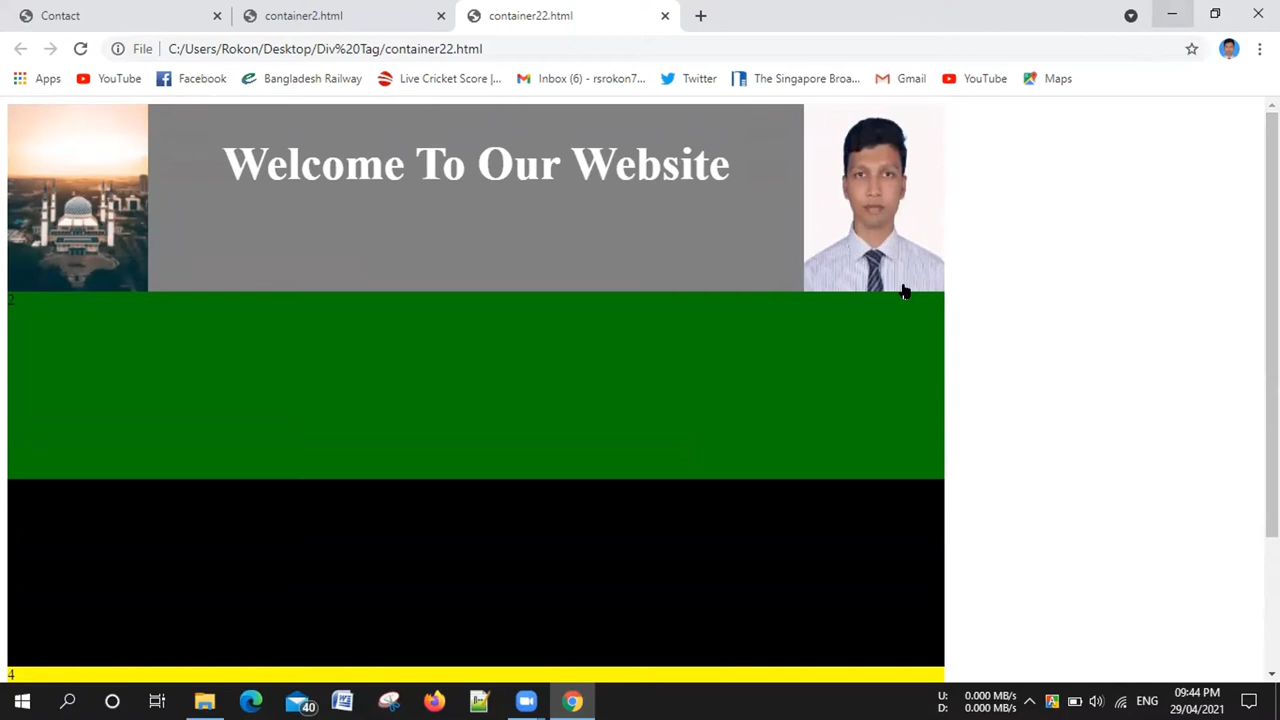 Contact
container2.html
container22.html
File C:/Users/Rokon/Desktop/Div%20Tag/container22.html
Apps YouTube Facebook Bangladesh Railway Live Cricket Score |... Inbox (6) - rsrokon7... Twitter The Singapore Broa... Gmail YouTube Maps
Welcome To Our Website
2
4
40
U: 0.000 MB/s
D: 0.000 MB/s
ENG
09:44 PM
29/04/2021